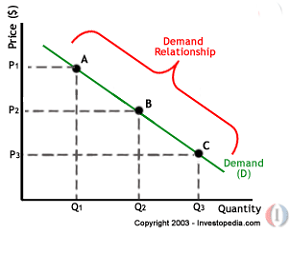 Price ($)
Demand
Relationship
P1
A
P2
B
P3
C
Demand
(D)
Q1
Q2
Q3
Quantity
Copyright 2003 - Investopedia.com